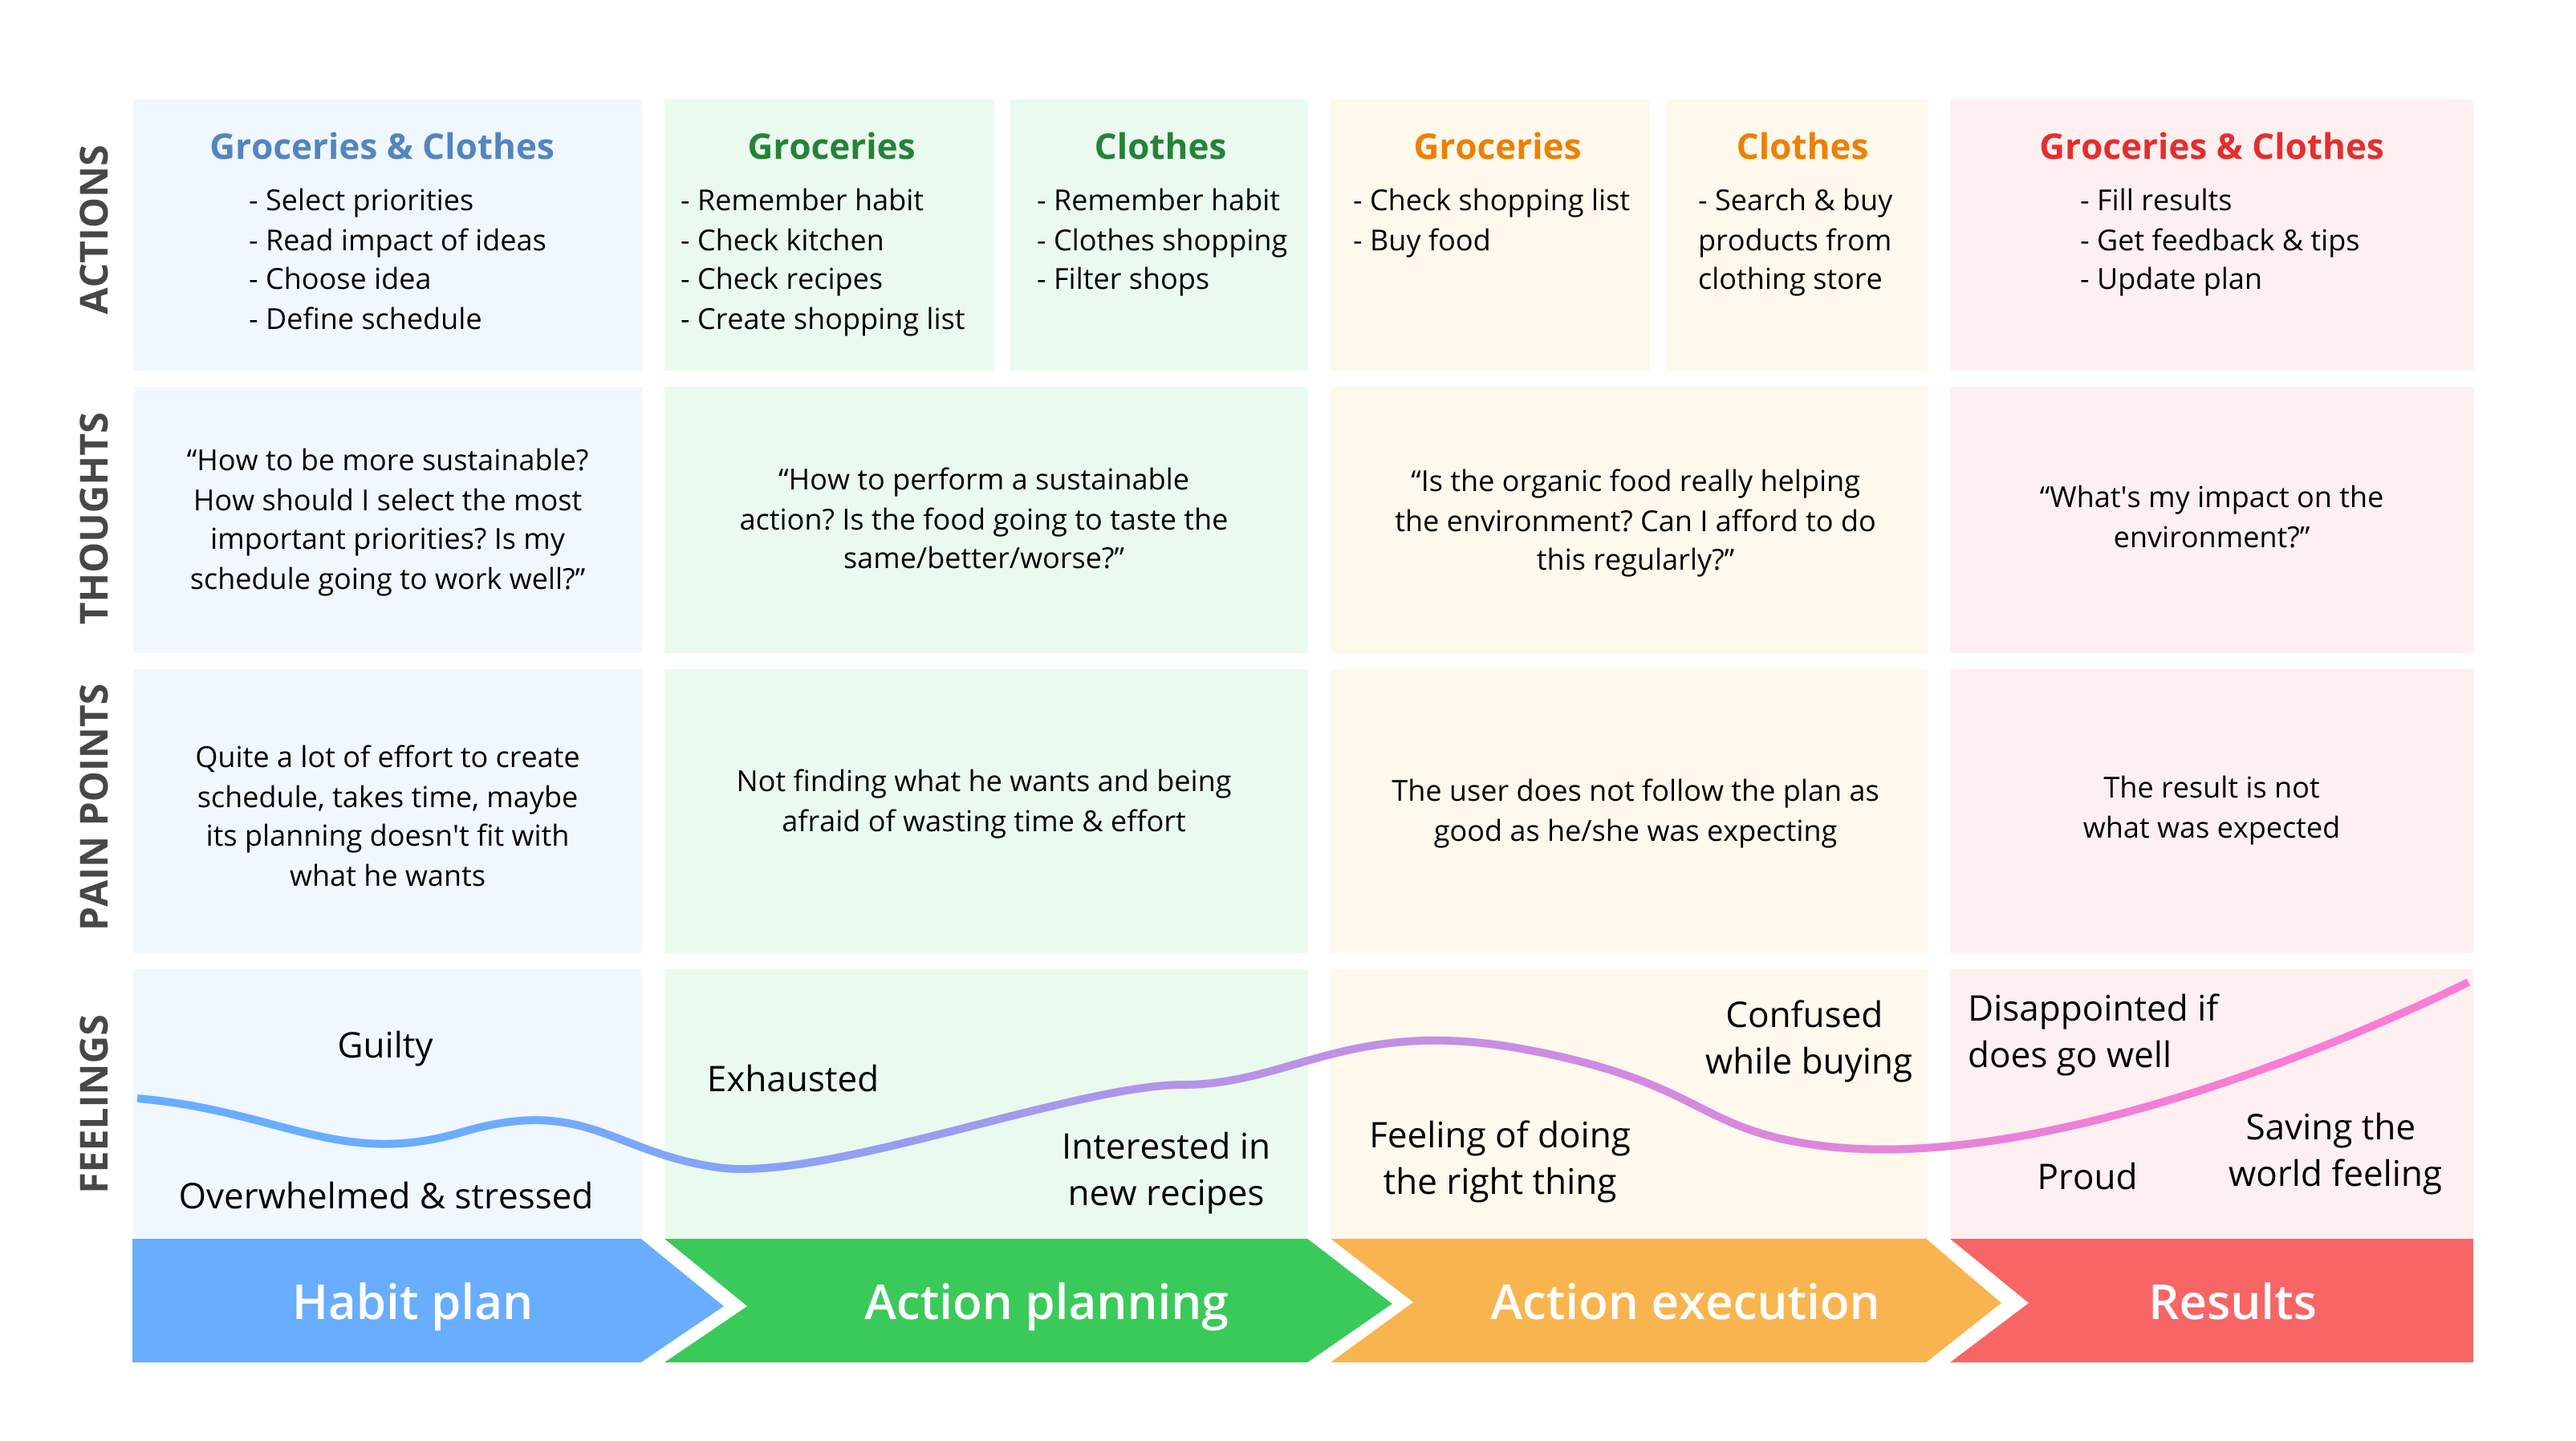 ACTIONS
Groceries & Clothes
- Select priorities
- Read impact of ideas
- Choose idea
- Define schedule
Groceries
- Remember habit
- Check kitchen
- Check recipes
- Create shopping list
Clothes
- Remember habit
- Clothes shopping
- Filter shops
Groceries
- Check shopping list
- Buy food
Clothes
- Search & buy
products from
clothing store
Groceries & Clothes
- Fill results
- Get feedback & tips
- Update plan
THOUGHTS
“How to be more sustainable?
How should I select the most
important priorities? Is my
schedule going to work well?”
“How to perform a sustainable
action? Is the food going to taste the
same/better/worse?”
“Is the organic food really helping
the environment? Can I afford to do
this regularly?”
“What's my impact on the
environment?”
PAIN POINTS
Quite a lot of effort to create
schedule, takes time, maybe
its planning doesn't fit with
what he wants
Not finding what he wants and being
afraid of wasting time & effort
The user does not follow the plan as
good as he/she was expecting
The result is not
what was expected
FEELINGS
Guilty
Overwhelmed & stressed
Exhausted
Interested in
new recipes
Feeling of doing
the right thing
Confused
while buying
Disappointed if
does go well
Proud
Saving the
world feeling
Habit plan
Action planning
Action execution
Results